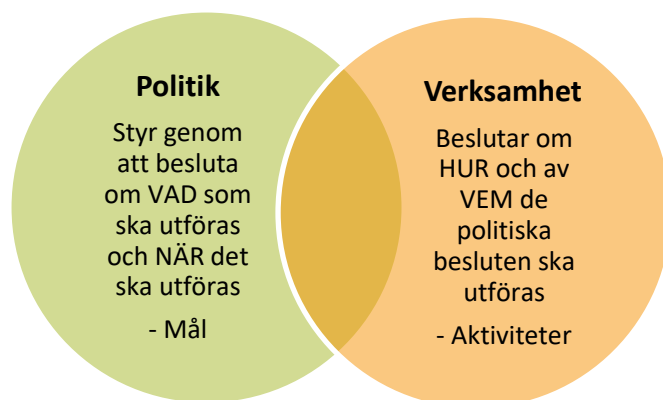 Politik
Styr genom
att besluta
om VAD som
ska utföras
och NÄR det
ska utföras
- Mål
Verksamhet
Beslutar om
HUR och av
VEM de
politiska
besluten ska
utföras
- Aktiviteter